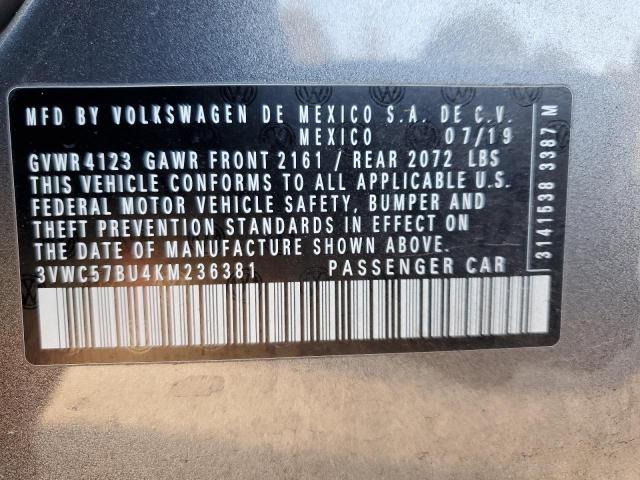 MFD BY VOLKSWAGEN DE MEXICO S.A. DE C.V.
MEXICO 07/19
GVWR 4123 GAWR FRONT 2161 / REAR 2072 LBS
THIS VEHICLE CONFORMS TO ALL APPLICABLE U.S.
FEDERAL MOTOR VEHICLE SAFETY, BUMPER AND
THEFT PREVENTION STANDARDS IN EFFECT ON
THE DATE OF MANUFACTURE SHOWN ABOVE.
3VWC57BU4KM236381 PASSENGER CAR
3141538 3387 M